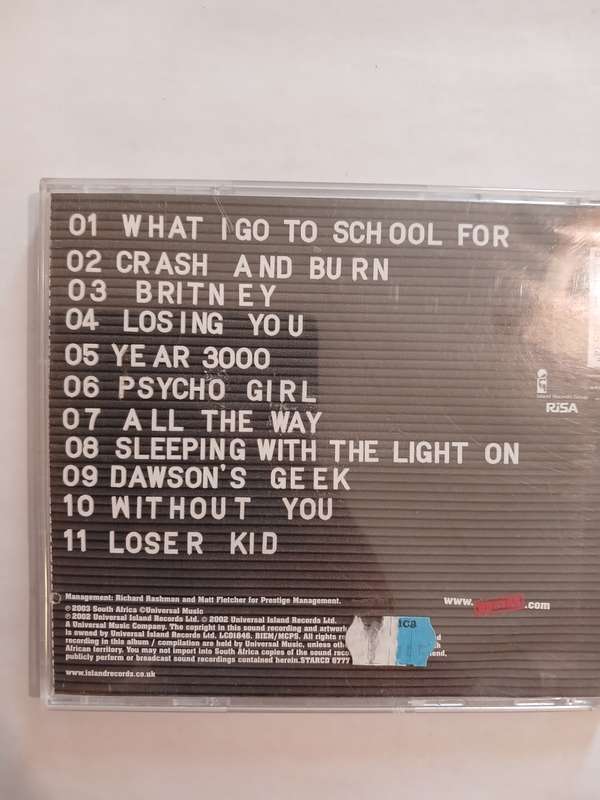 01 WHAT I GO TO SCHOOL FOR
02 CRASH AND BURN
03 BRITNEY
04 LOSING YOU
05 YEAR 3000
06 PSYCHO GIRL
07 ALL THE WAY
08 SLEEPING WITH THE LIGHT ON
09 DAWSON'S GEEK
10 WITHOUT YOU
11 LOSER KID
Island Records Group
RiSA
Management: Richard Rashman and Matt Fletcher for Prestige Management.
www.BUSTED.com
℗ 2003 South Africa ©Universal Music
℗ 2002 Universal Island Records Ltd. © 2002 Universal Island Records Ltd.
A Universal Music Company. The copyright in this sound recording and artwork
is owned by Universal Island Records Ltd. LC01846. BIEM/MCPS. All rights
recording in this album / compilation are held by Universal Music, unless
African territory. You may not import into South Africa copies of the sound
publicly perform or broadcast sound recordings contained herein.STARCD 6777
www.islandrecords.co.uk